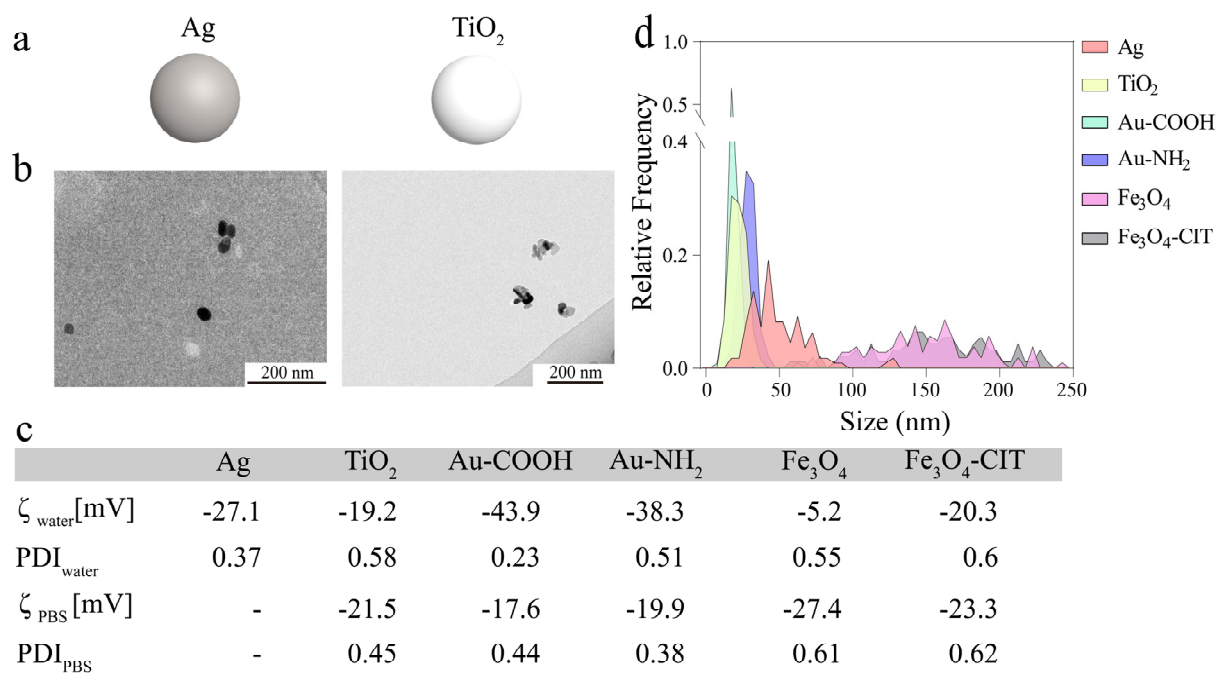 a
Ag
TiO₂
b
200 nm
200 nm
c
Ag TiO₂ Au-COOH Au-NH₂ Fe₃O₄ Fe₃O₄-CIT
ζ water[mV] -27.1 -19.2 -43.9 -38.3 -5.2 -20.3
PDI water 0.37 0.58 0.23 0.51 0.55 0.6
ζ PBS [mV] - -21.5 -17.6 -19.9 -27.4 -23.3
PDI PBS - 0.45 0.44 0.38 0.61 0.62
d
Relative Frequency
1.0
0.5
0.4
0.2
0.0
0 50 100 150 200 250
Size (nm)
Ag
TiO₂
Au-COOH
Au-NH₂
Fe₃O₄
Fe₃O₄-CIT